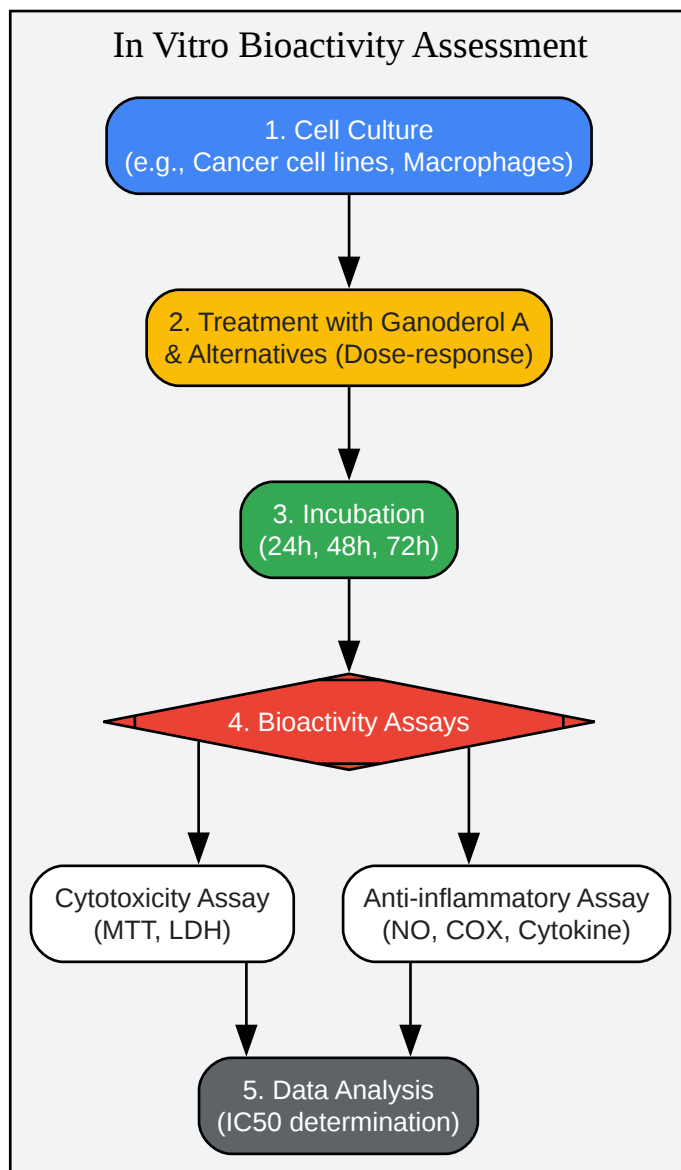 In Vitro Bioactivity Assessment
1. Cell Culture
(e.g., Cancer cell lines, Macrophages)
2. Treatment with Ganoderol A
& Alternatives (Dose-response)
3. Incubation
(24h, 48h, 72h)
4. Bioactivity Assays
Cytotoxicity Assay
(MTT, LDH)
Anti-inflammatory Assay
(NO, COX, Cytokine)
5. Data Analysis
(IC50 determination)